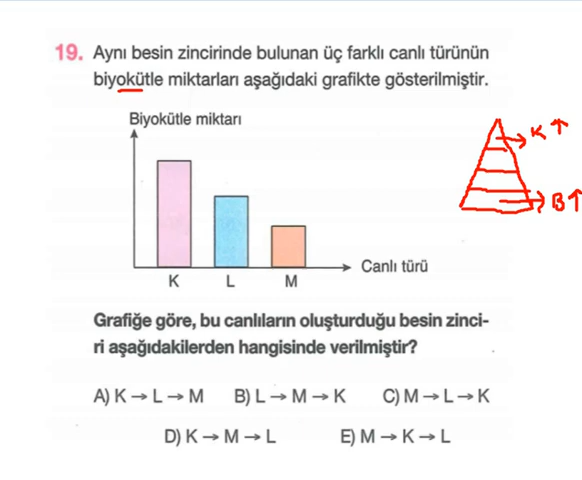 19. Aynı besin zincirinde bulunan üç farklı canlı türünün
biyokütle miktarları aşağıdaki grafikte gösterilmiştir.
Biyokütle miktarı
K ↑
B ↑
Canlı türü
K L M
Grafiğe göre, bu canlıların oluşturduğu besin zinci-
ri aşağıdakilerden hangisinde verilmiştir?
A) K → L → M B) L → M → K C) M → L → K
D) K → M → L E) M → K → L